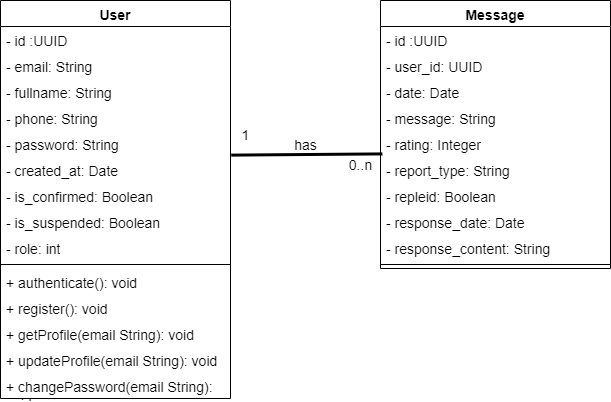 User
- id :UUID
- email: String
- fullname: String
- phone: String
- password: String
- created_at: Date
- is_confirmed: Boolean
- is_suspended: Boolean
- role: int
+ authenticate(): void
+ register(): void
+ getProfile(email String): void
+ updateProfile(email String): void
+ changePassword(email String):
1
has
0..n
Message
- id :UUID
- user_id: UUID
- date: Date
- message: String
- rating: Integer
- report_type: String
- repleid: Boolean
- response_date: Date
- response_content: String